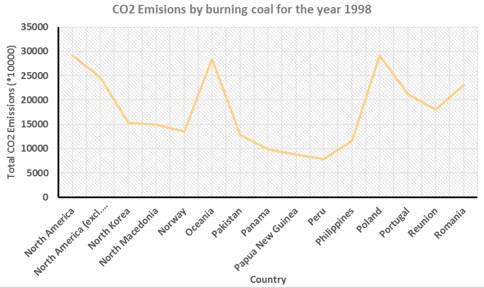 CO2 Emisions by burning coal for the year 1998
Total CO2 Emissions (*10000)
35000
30000
25000
20000
15000
10000
5000
0
North America
North America (excl....
North Korea
North Macedonia
Norway
Oceania
Pakistan
Panama
Papua New Guinea
Peru
Philippines
Poland
Portugal
Reunion
Romania
Country